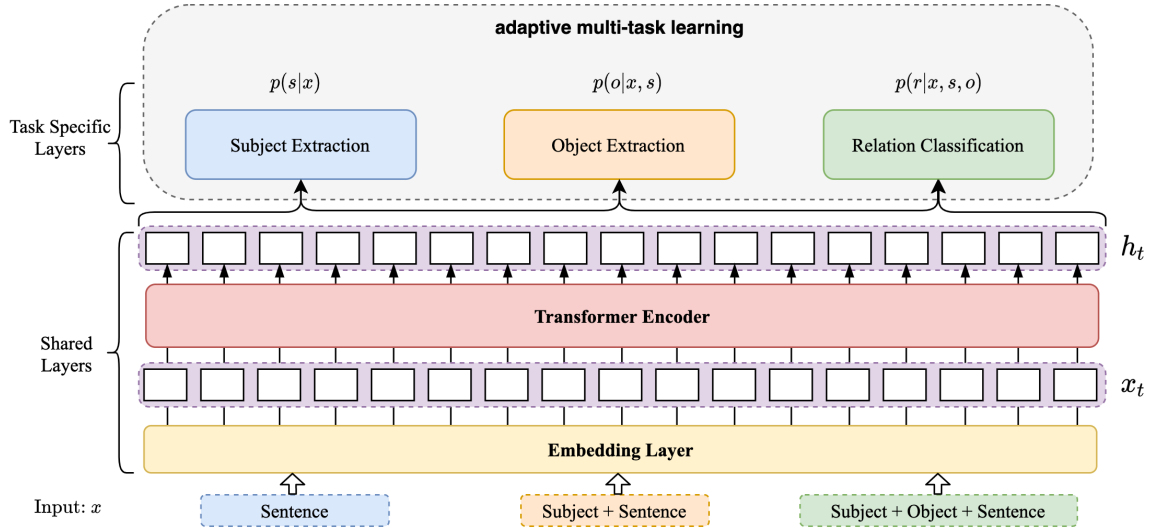 adaptive multi-task learning
p(s|x)
p(o|x, s)
p(r|x, s, o)
Task Specific
Layers
Subject Extraction
Object Extraction
Relation Classification
h_t
Transformer Encoder
Shared
Layers
x_t
Embedding Layer
Input: x
Sentence
Subject + Sentence
Subject + Object + Sentence